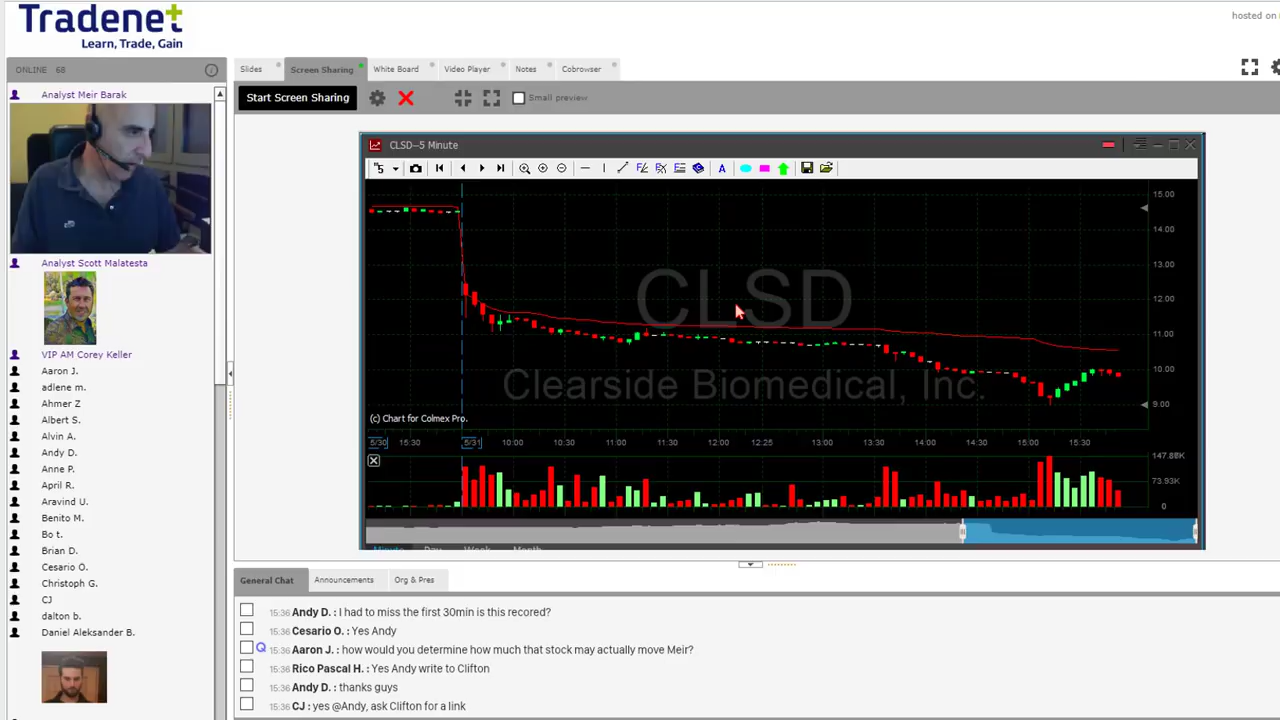 Tradenet
Learn, Trade, Gain
hosted on
ONLINE 68
Analyst Meir Barak
Analyst Scott Malatesta
VIP AM Corey Keller
Aaron J.
adlene m.
Ahmer Z
Albert S.
Alvin A.
Andy D.
Anne P.
April R.
Aravind U.
Benito M.
Bo t.
Brian D.
Cesario O.
Christoph G.
CJ
dalton b.
Daniel Aleksander B.
Slides Screen Sharing White Board Video Player Notes Cobrowser
Start Screen Sharing Small preview
CLSD--5 Minute
5 A
CLSD
Clearside Biomedical, Inc.
(c) Chart for Colmex Pro.
15.00
14.00
13.00
12.00
11.00
10.00
9.00
5/30 15:30 5/31 10:00 10:30 11:00 11:30 12:00 12:25 13:00 13:30 14:00 14:30 15:00 15:30
73.93K
0
Minute Day Week Month
General Chat Announcements Org & Pres
15:36 Andy D. : I had to miss the first 30min is this recored?
15:36 Cesario O. : Yes Andy
Q 15:36 Aaron J. : how would you determine how much that stock may actually move Meir?
15:36 Rico Pascal H. : Yes Andy write to Clifton
15:36 Andy D. : thanks guys
15:36 CJ : yes @Andy, ask Clifton for a link